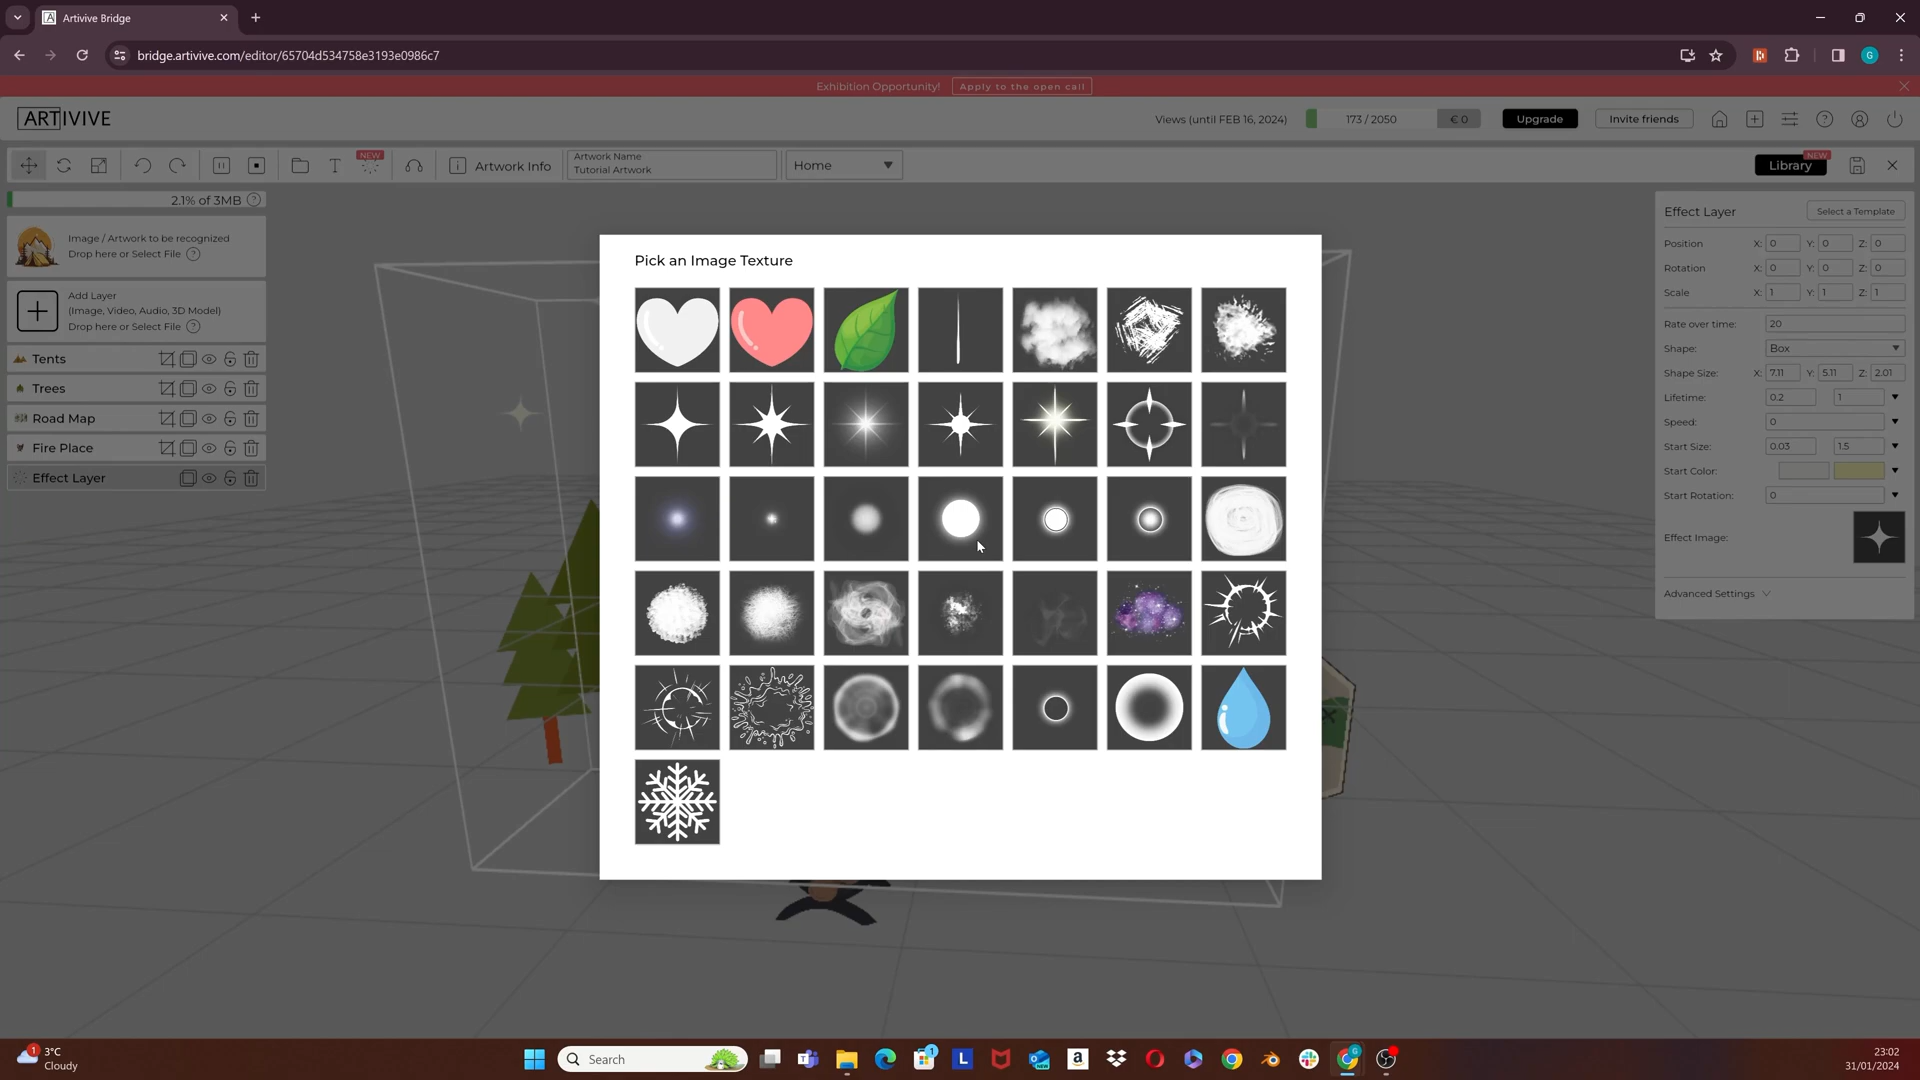 Artivive Bridge
bridge.artivive.com/editor/65704d534758e3193e0986c7
G
Exhibition Opportunity! Apply to the open call
ARTIVIVE
Views (until FEB 16, 2024) 173 / 2050 € 0 Upgrade Invite friends
NEW
T
Artwork Info
Artwork Name
Tutorial Artwork
Home
Library NEW
2.1% of 3MB
Image / Artwork to be recognized
Drop here or Select File
Add Layer
(Image, Video, Audio, 3D Model)
Drop here or Select File
Tents
Trees
Road Map
Fire Place
Effect Layer
Pick an Image Texture
Effect Layer Select a Template
Position X: 0 Y: 0 Z: 0
Rotation X: 0 Y: 0 Z: 0
Scale X: 1 Y: 1 Z: 1
Rate over time: 20
Shape: Box
Shape Size: X: 7.11 Y: 5.11 Z: 2.01
Lifetime: 0.2 1
Speed: 0
Start Size: 0.03 1.5
Start Color:
Start Rotation: 0
Effect Image:
Advanced Settings
1
3°C
Cloudy
Search
1
L
NEW
a
G
23:02
31/01/2024